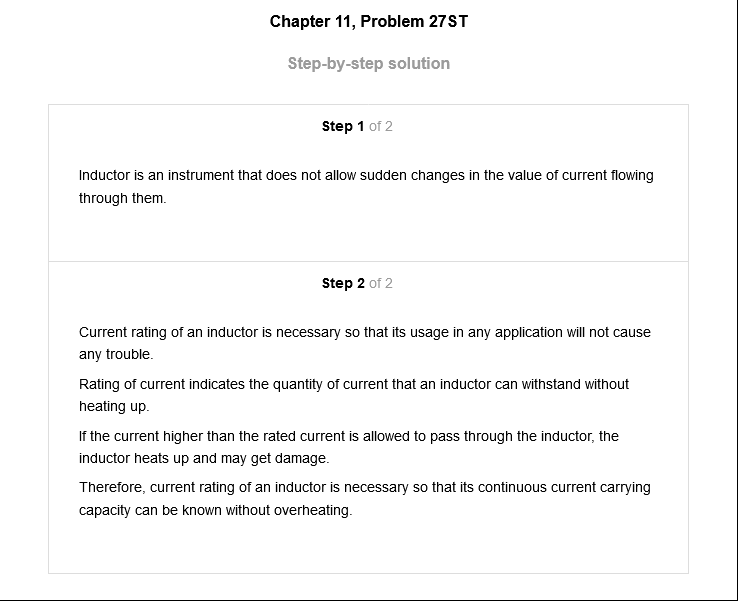 Chapter 11, Problem 27ST
Step-by-step solution
Step 1 of 2
Inductor is an instrument that does not allow sudden changes in the value of current flowing
through them.
Step 2 of 2
Current rating of an inductor is necessary so that its usage in any application will not cause
any trouble.
Rating of current indicates the quantity of current that an inductor can withstand without
heating up.
If the current higher than the rated current is allowed to pass through the inductor, the
inductor heats up and may get damage.
Therefore, current rating of an inductor is necessary so that its continuous current carrying
capacity can be known without overheating.